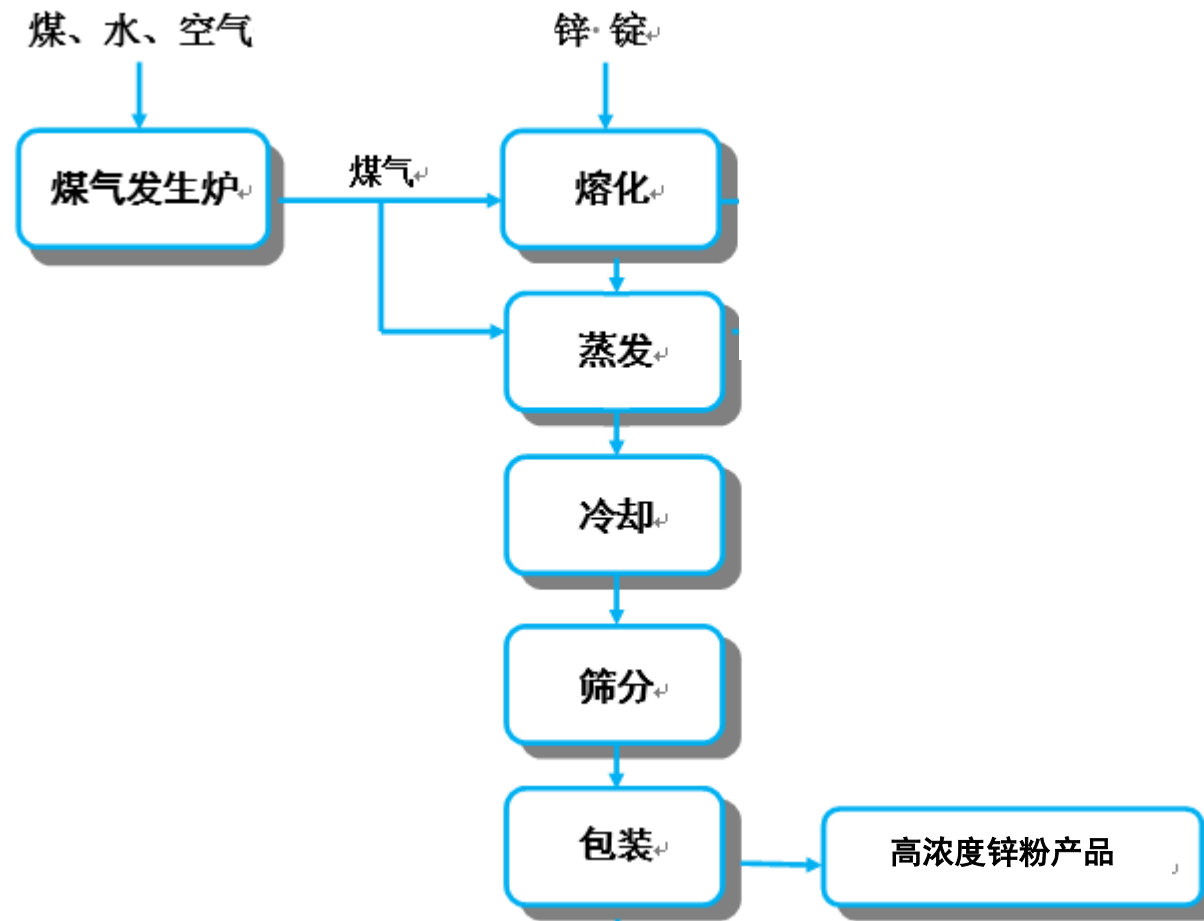 煤、水、空气
锌 锭
煤气发生炉
煤气
熔化
蒸发
冷却
筛分
包装
高浓度锌粉产品